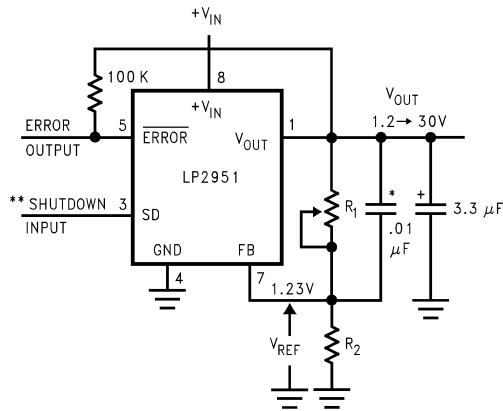 +VIN
100 K
8
+VIN
VOUT
1.2→30V
ERROR
OUTPUT
5
ERROR
VOUT
1
LP2951
** SHUTDOWN
INPUT
3
SD
R1
*
.01
μF
+
3.3 μF
GND
FB
4
7
1.23V
VREF
R2